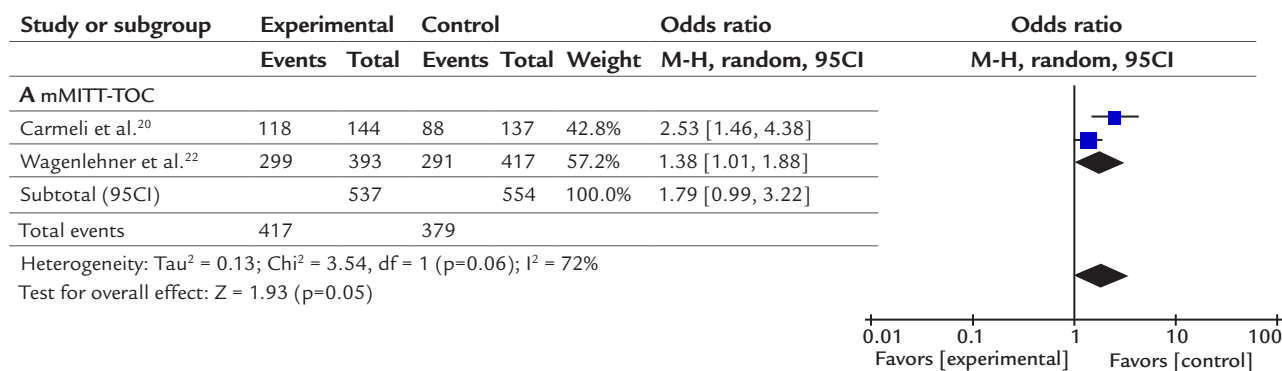 Study or subgroup Experimental Control Odds ratio Odds ratio
Events Total Events Total Weight M-H, random, 95CI M-H, random, 95CI
A mMITT-TOC
Carmeli et al.²⁰ 118 144 88 137 42.8% 2.53 [1.46, 4.38]
Wagenlehner et al.²² 299 393 291 417 57.2% 1.38 [1.01, 1.88]
Subtotal (95CI) 537 554 100.0% 1.79 [0.99, 3.22]
Total events 417 379
Heterogeneity: Tau² = 0.13; Chi² = 3.54, df = 1 (p=0.06); I² = 72%
Test for overall effect: Z = 1.93 (p=0.05)
0.01 0.1 1 10 100
Favors [experimental] Favors [control]